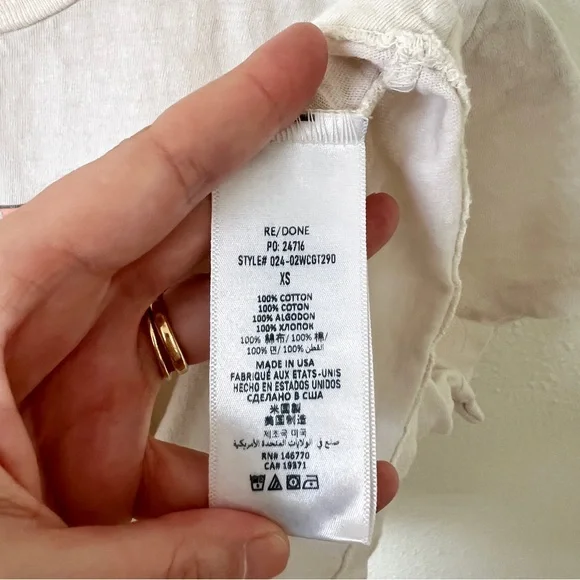 RE/DONE
PO: 24716
STYLE# 024-02WCGT290
XS
100% COTTON
100% COTON
100% ALGODON
100% ХЛОПОК
100% 綿布/ 100% 棉/
100% 면 / 100% القطن
MADE IN USA
FABRIQUÉ AUX ETATS-UNIS
HECHO EN ESTADOS UNIDOS
СДЕЛАНО В США
米国製
美国制造
제조국 미국
صنع في الولايات المتحدة الأمريكية
RN# 146770
CA# 19371